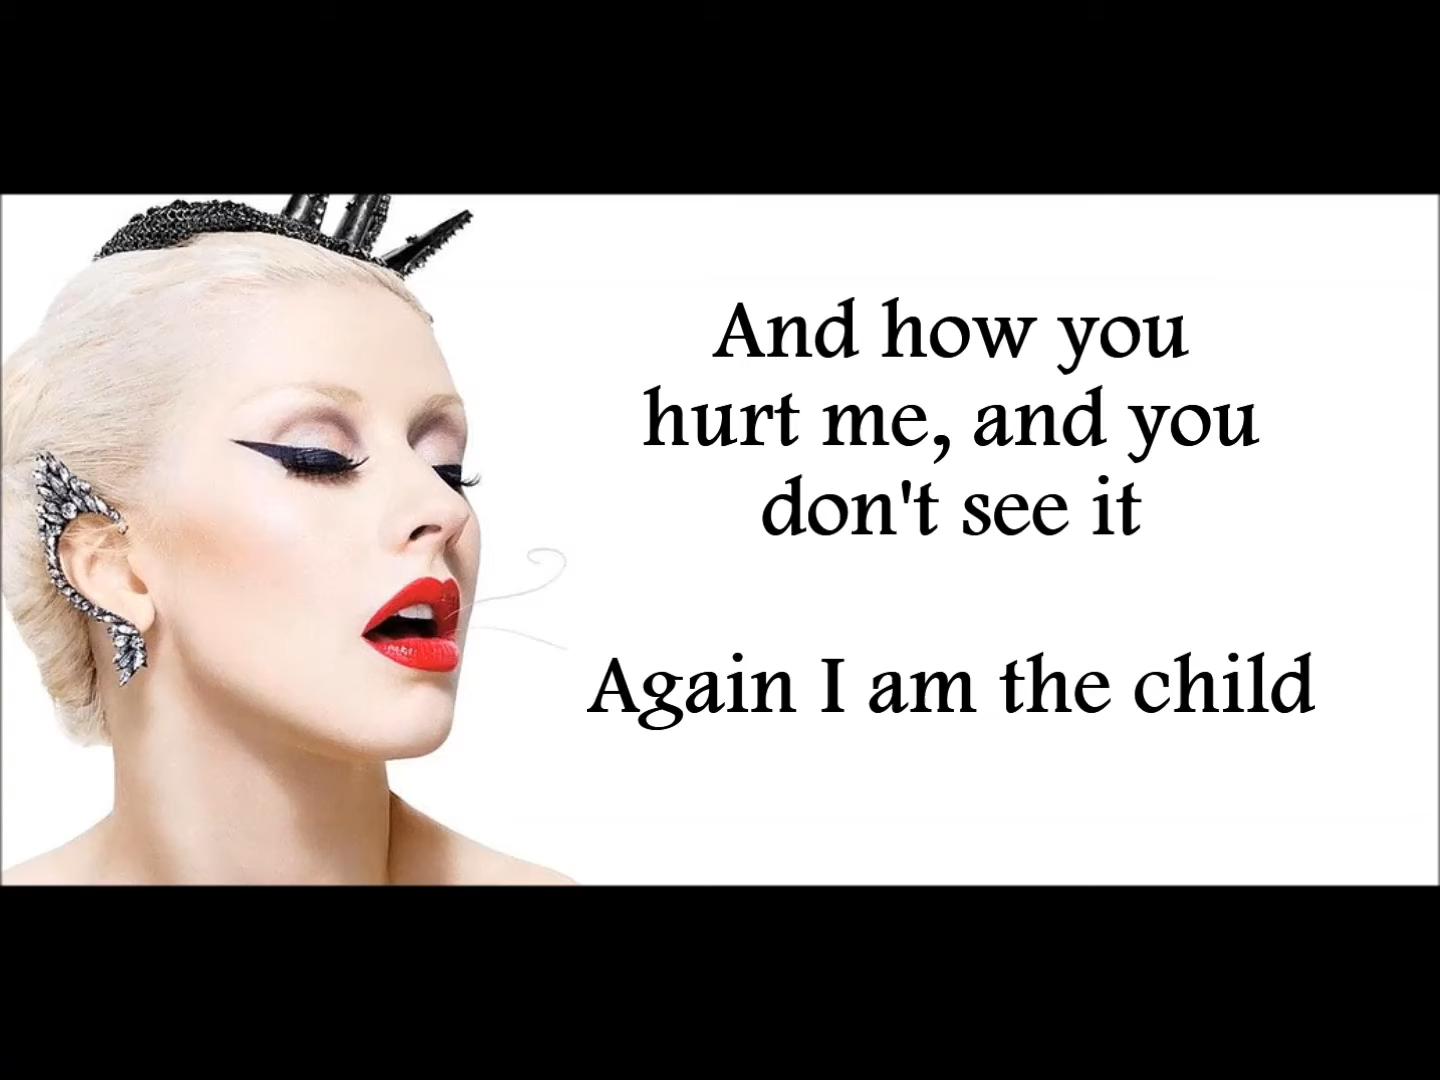 And how you
hurt me, and you
don't see it
Again I am the child